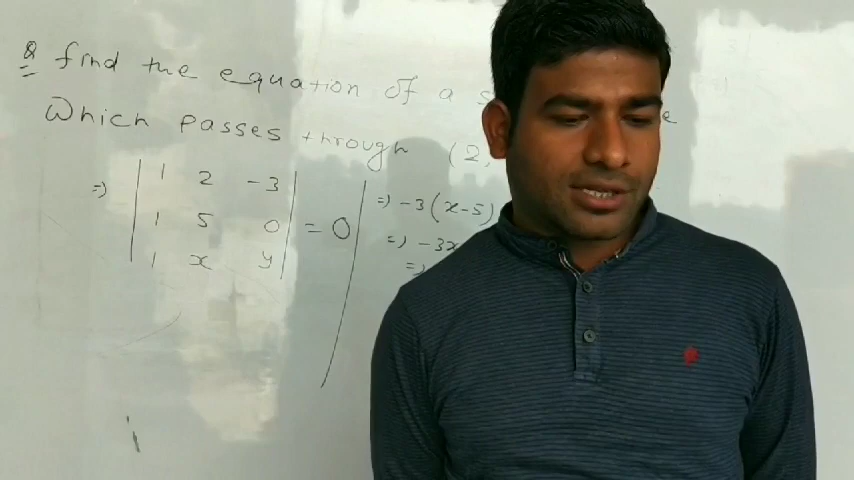 Q find the equation of a s
Which passes through (2,
=> | 1 2 -3 |
| 1 5 0 | = 0
| 1 x y |
=> -3(x-5)
=> -3x
=>